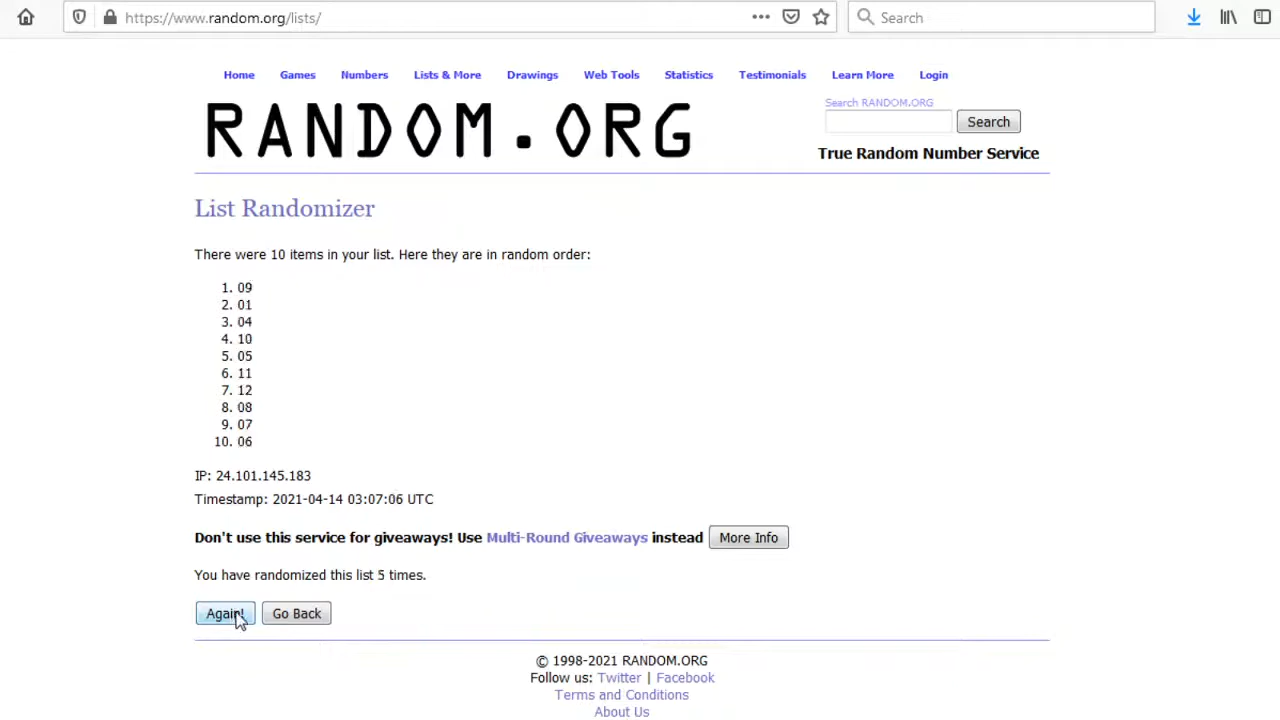 https://www.random.org/lists/
Search
Home Games Numbers Lists & More Drawings Web Tools Statistics Testimonials Learn More Login
RANDOM.ORG
Search RANDOM.ORG
Search
True Random Number Service
List Randomizer
There were 10 items in your list. Here they are in random order:
1. 09
2. 01
3. 04
4. 10
5. 05
6. 11
7. 12
8. 08
9. 07
10. 06
IP: 24.101.145.183
Timestamp: 2021-04-14 03:07:06 UTC
Don't use this service for giveaways! Use Multi-Round Giveaways instead More Info
You have randomized this list 5 times.
Again! Go Back
© 1998-2021 RANDOM.ORG
Follow us: Twitter | Facebook
Terms and Conditions
About Us